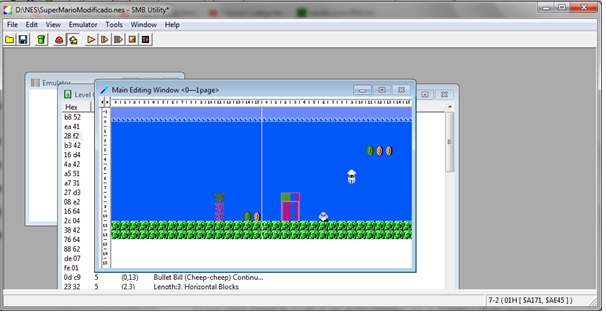 D:\NES\SuperMarioModificado.nes - SMB Utility*
File Edit View Emulator Tools Window Help
Emulator
Level C
Main Editing Window <0—1page>
Hex
b8 52
ea 41
28 f2
b3 42
16 d4
4a 42
a5 51
a7 31
27 d3
08 e2
16 64
2c 04
38 42
76 64
88 62
de 07
fe 01
0d c9 5 (0,13) Bullet Bill (Cheep-cheep) Continu...
23 32 5 (2,3) Length:3, Horizontal Blocks
7-2 ( 01H [ $A171, $AE45 ] )